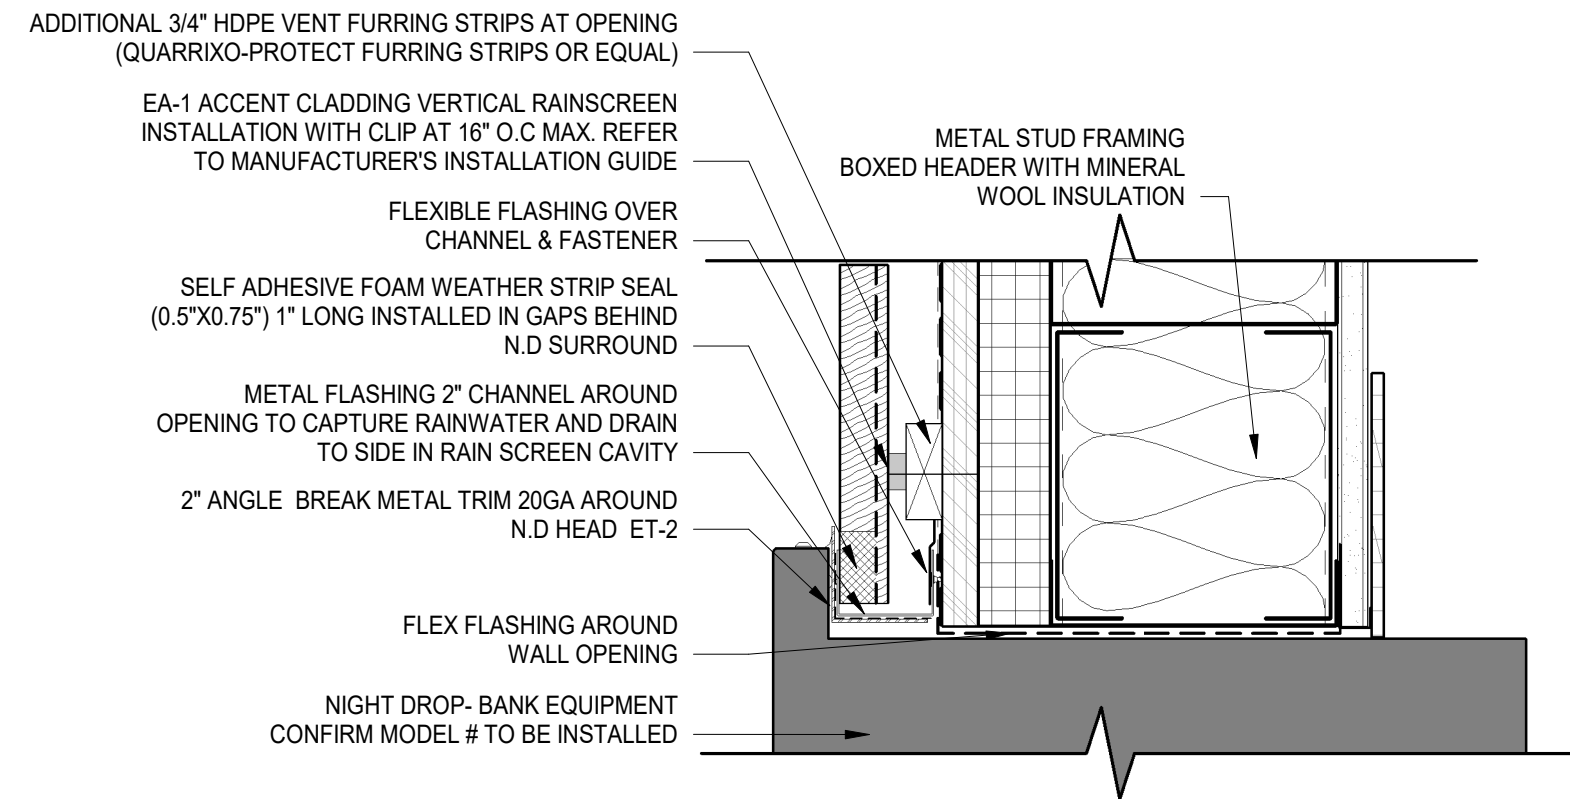 ADDITIONAL 3/4" HDPE VENT FURRING STRIPS AT OPENING
(QUARRIXO-PROTECT FURRING STRIPS OR EQUAL)
EA-1 ACCENT CLADDING VERTICAL RAINSCREEN
INSTALLATION WITH CLIP AT 16" O.C MAX. REFER
TO MANUFACTURER'S INSTALLATION GUIDE
FLEXIBLE FLASHING OVER
CHANNEL & FASTENER
SELF ADHESIVE FOAM WEATHER STRIP SEAL
(0.5"X0.75") 1" LONG INSTALLED IN GAPS BEHIND
N.D SURROUND
METAL FLASHING 2" CHANNEL AROUND
OPENING TO CAPTURE RAINWATER AND DRAIN
TO SIDE IN RAIN SCREEN CAVITY
2" ANGLE BREAK METAL TRIM 20GA AROUND
N.D HEAD ET-2
FLEX FLASHING AROUND
WALL OPENING
NIGHT DROP- BANK EQUIPMENT
CONFIRM MODEL # TO BE INSTALLED
METAL STUD FRAMING
BOXED HEADER WITH MINERAL
WOOL INSULATION